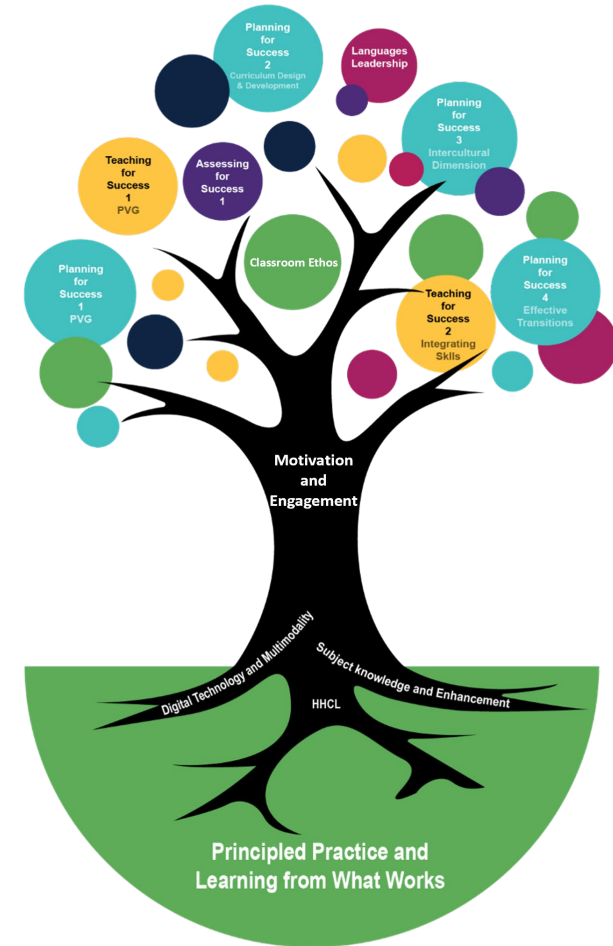 Planning
for
Success
2
Curriculum Design
& Development
Languages
Leadership
Planning
for
Success
3
Intercultural
Dimension
Teaching
for
Success
1
PVG
Assessing
for
Success
1
Classroom Ethos
Planning
for
Success
1
PVG
Teaching
for
Success
2
Integrating
Sklls
Planning
for
Success
4
Effective
Transitions
Motivation
and
Engagement
Digital Technology and Multimodality
Subject knowledge and Enhancement
HHCL
Principled Practice and
Learning from What Works